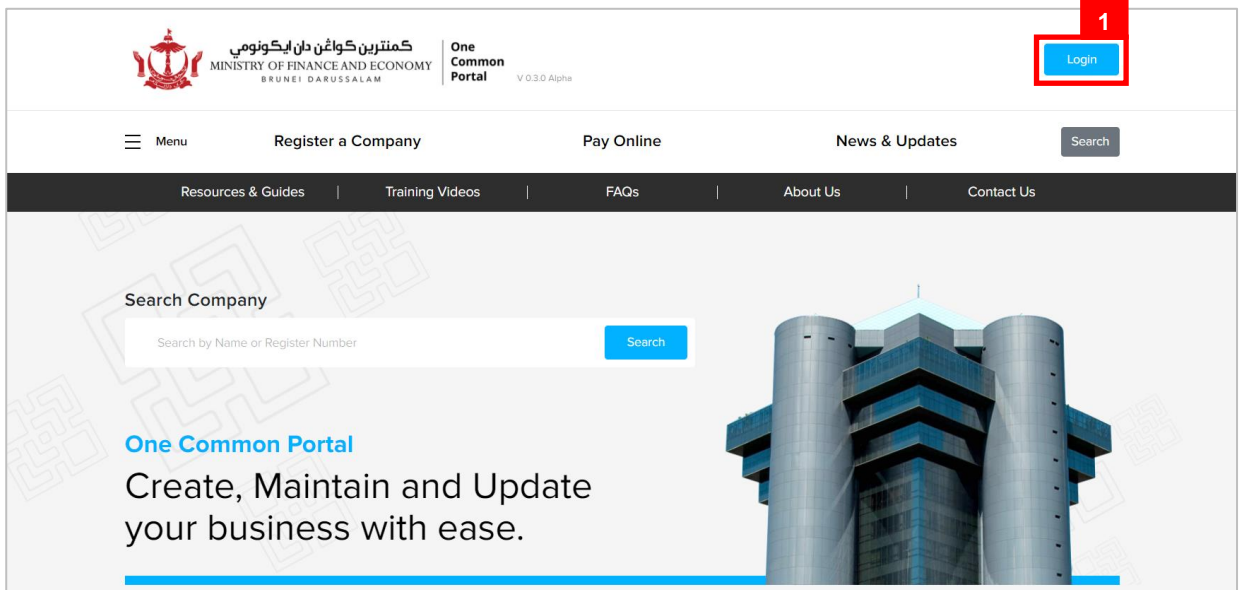 1
كمنترين كواڠن دان ايكونومي
MINISTRY OF FINANCE AND ECONOMY
BRUNEI DARUSSALAM
One
Common
Portal
V 0.3.0 Alpha
Login
Menu
Register a Company
Pay Online
News & Updates
Search
Resources & Guides | Training Videos | FAQs | About Us | Contact Us
Search Company
Search by Name or Register Number
Search
One Common Portal
Create, Maintain and Update
your business with ease.